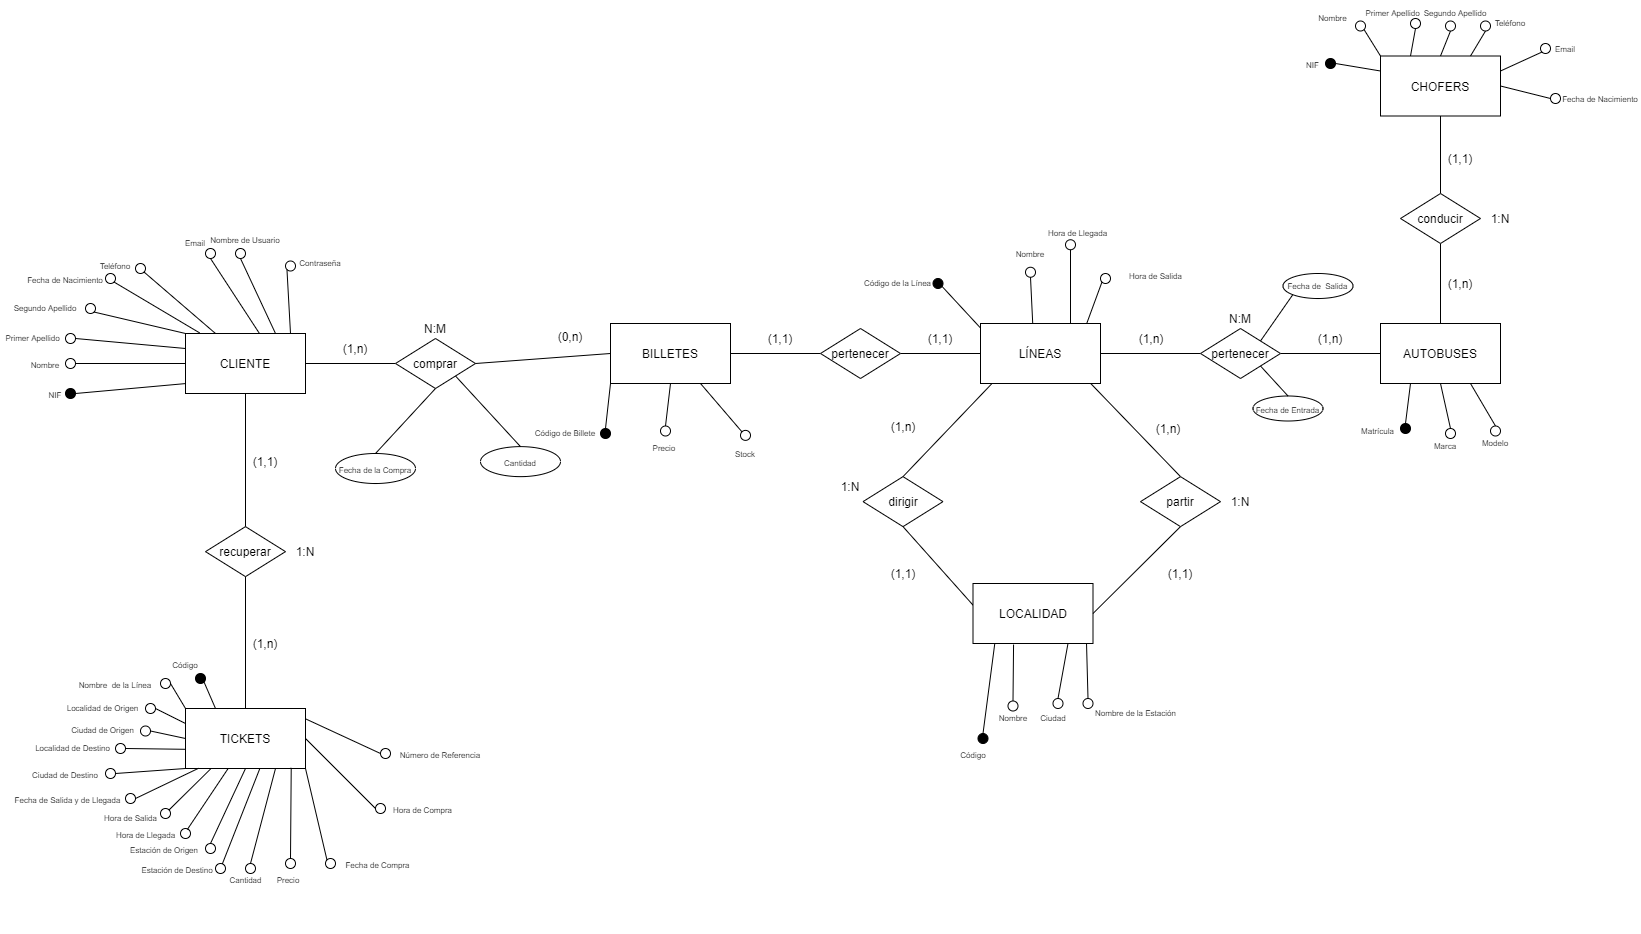 Primer Apellido
Segundo Apellido
Nombre
Teléfono
Email
NIF
CHOFERS
Fecha de Nacimiento
(1,1)
conducir
1:N
(1,n)
Email
Nombre de Usuario
Teléfono
Contraseña
Fecha de Nacimiento
Segundo Apellido
Primer Apellido
Nombre
NIF
CLIENTE
(1,n)
N:M
comprar
(0,n)
Fecha de la Compra
Cantidad
BILLETES
Código de Billete
Precio
Stock
(1,1)
pertenecer
(1,1)
Hora de Llegada
Nombre
Hora de Salida
Código de la Línea
LÍNEAS
(1,n)
N:M
pertenecer
Fecha de  Salida
Fecha de Entrada
(1,n)
AUTOBUSES
Matrícula
Marca
Modelo
(1,n)
(1,n)
1:N
dirigir
partir
1:N
(1,1)
(1,1)
LOCALIDAD
Nombre
Ciudad
Nombre de la Estación
Código
(1,1)
recuperar
1:N
(1,n)
Código
Nombre  de la Línea
Localidad de Origen
Ciudad de Origen
Localidad de Destino
Ciudad de Destino
Fecha de Salida y de Llegada
Hora de Salida
Hora de Llegada
Estación de Origen
Estación de Destino
Cantidad
Precio
TICKETS
Número de Referencia
Hora de Compra
Fecha de Compra